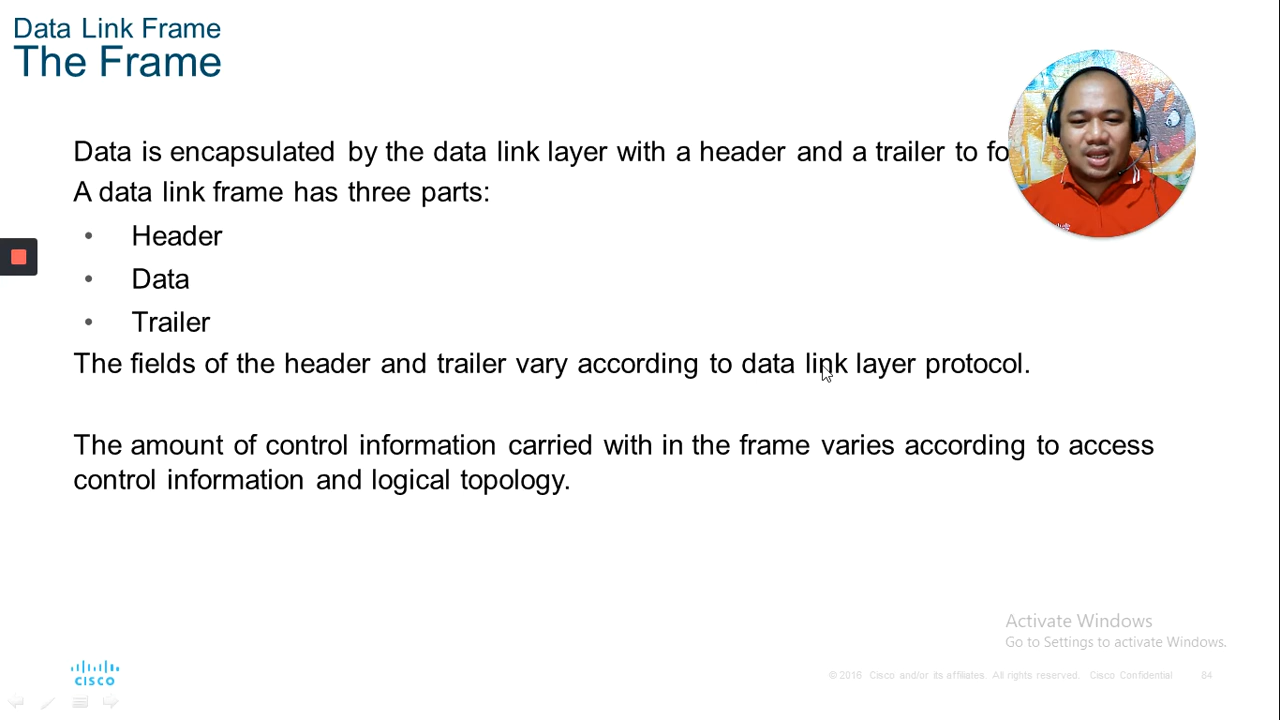 Data Link Frame
The Frame
Data is encapsulated by the data link layer with a header and a trailer to
A data link frame has three parts:
• Header
• Data
• Trailer
The fields of the header and trailer vary according to data link layer protocol.
The amount of control information carried with in the frame varies according to access
control information and logical topology.
Activate Windows
Go to Settings to activate Windows.
CISCO
© 2016 Cisco and/or its affiliates. All rights reserved. Cisco Confidential 84